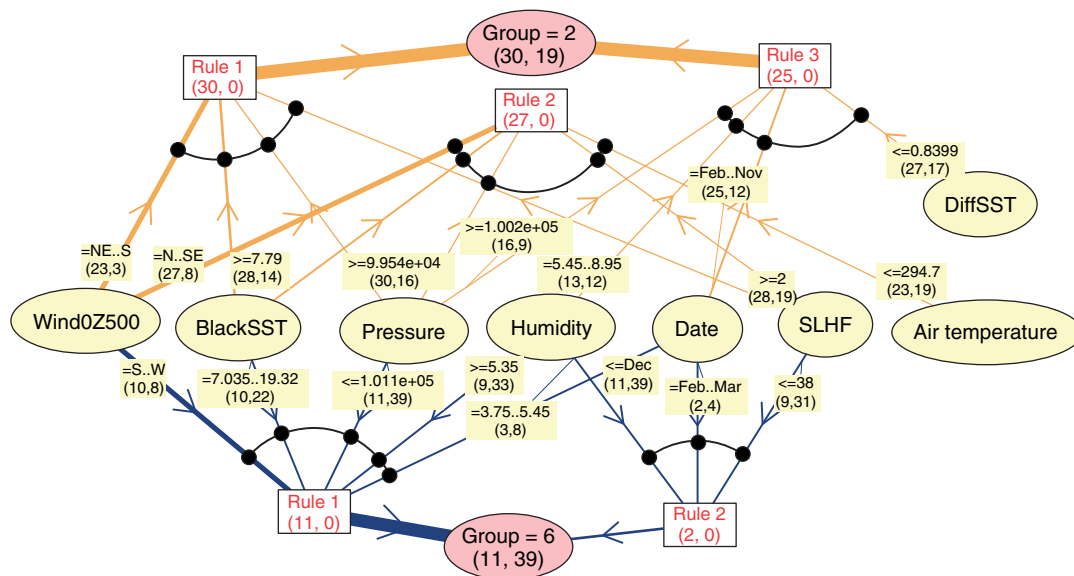 Group = 2
(30, 19)
Rule 1
(30, 0)
Rule 3
(25, 0)
Rule 2
(27, 0)
<=0.8399
(27,17)
=Feb..Nov
(25,12)
DiffSST
>=1.002e+05
(16,9)
=NE..S
(23,3)
=N..SE
(27,8)
>=7.79
(28,14)
>=9.954e+04
(30,16)
=5.45..8.95
(13,12)
>=2
(28,19)
<=294.7
(23,19)
Wind0Z500
BlackSST
Pressure
Humidity
Date
SLHF
Air temperature
=S..W
(10,8)
=7.035..19.32
(10,22)
<=1.011e+05
(11,39)
>=5.35
(9,33)
<=Dec
(11,39)
=Feb..Mar
(2,4)
<=38
(9,31)
=3.75..5.45
(3,8)
Rule 1
(11, 0)
Rule 2
(2, 0)
Group = 6
(11, 39)